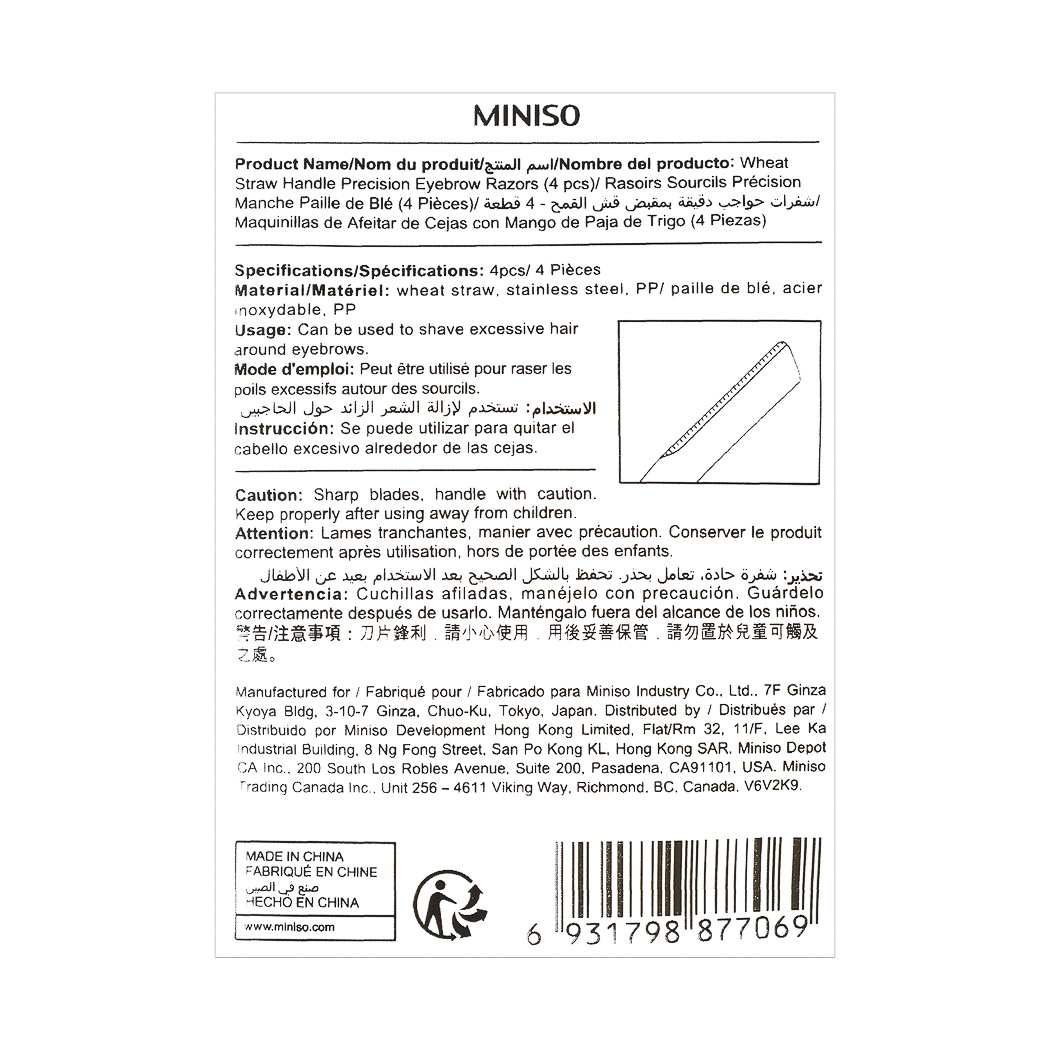 MINISO
Product Name/Nom du produit/اسم المنتج/Nombre del producto: Wheat
Straw Handle Precision Eyebrow Razors (4 pcs)/ Rasoirs Sourcils Précision
Manche Paille de Blé (4 Pièces)/ شفرات حواجب دقيقة بمقبض قش القمح - 4 قطعة/
Maquinillas de Afeitar de Cejas con Mango de Paja de Trigo (4 Piezas)
Specifications/Spécifications: 4pcs/ 4 Pièces
Material/Matériel: wheat straw, stainless steel, PP/ paille de blé, acier
inoxydable, PP
Usage: Can be used to shave excessive hair
around eyebrows.
Mode d'emploi: Peut être utilisé pour raser les
poils excessifs autour des sourcils.
الاستخدام: تستخدم لإزالة الشعر الزائد حول الحاجبين
Instrucción: Se puede utilizar para quitar el
cabello excesivo alrededor de las cejas.
Caution: Sharp blades, handle with caution.
Keep properly after using away from children.
Attention: Lames tranchantes, manier avec précaution. Conserver le produit
correctement après utilisation, hors de portée des enfants.
تحذير: شفرة حادة، تعامل بحذر. تحفظ بالشكل الصحيح بعد الاستخدام بعيد عن الأطفال
Advertencia: Cuchillas afiladas, manéjelo con precaución. Guárdelo
correctamente después de usarlo. Manténgalo fuera del alcance de los niños.
警告/注意事項：刀片鋒利．請小心使用．用後妥善保管．請勿置於兒童可觸及
之處。
Manufactured for / Fabriqué pour / Fabricado para Miniso Industry Co., Ltd., 7F Ginza
Kyoya Bldg, 3-10-7 Ginza, Chuo-Ku, Tokyo, Japan. Distributed by / Distribués par /
Distribuido por Miniso Development Hong Kong Limited, Flat/Rm 32, 11/F, Lee Ka
Industrial Building, 8 Ng Fong Street, San Po Kong KL, Hong Kong SAR. Miniso Depot
CA Inc., 200 South Los Robles Avenue, Suite 200, Pasadena, CA91101, USA. Miniso
Trading Canada Inc., Unit 256 – 4611 Viking Way, Richmond, BC, Canada, V6V2K9.
MADE IN CHINA
FABRIQUÉ EN CHINE
صنع في الصين
HECHO EN CHINA
www.miniso.com
6 931798 877069